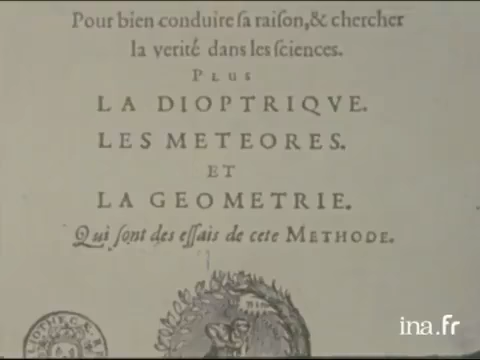 Pour bien conduire ſa raiſon, & chercher
la verité dans les ſciences.
PLUS
LA DIOPTRIQVE.
LES METEORES.
ET
LA GEOMETRIE.
Qui ſont des eſſais de cete METHODE.
ina.fr